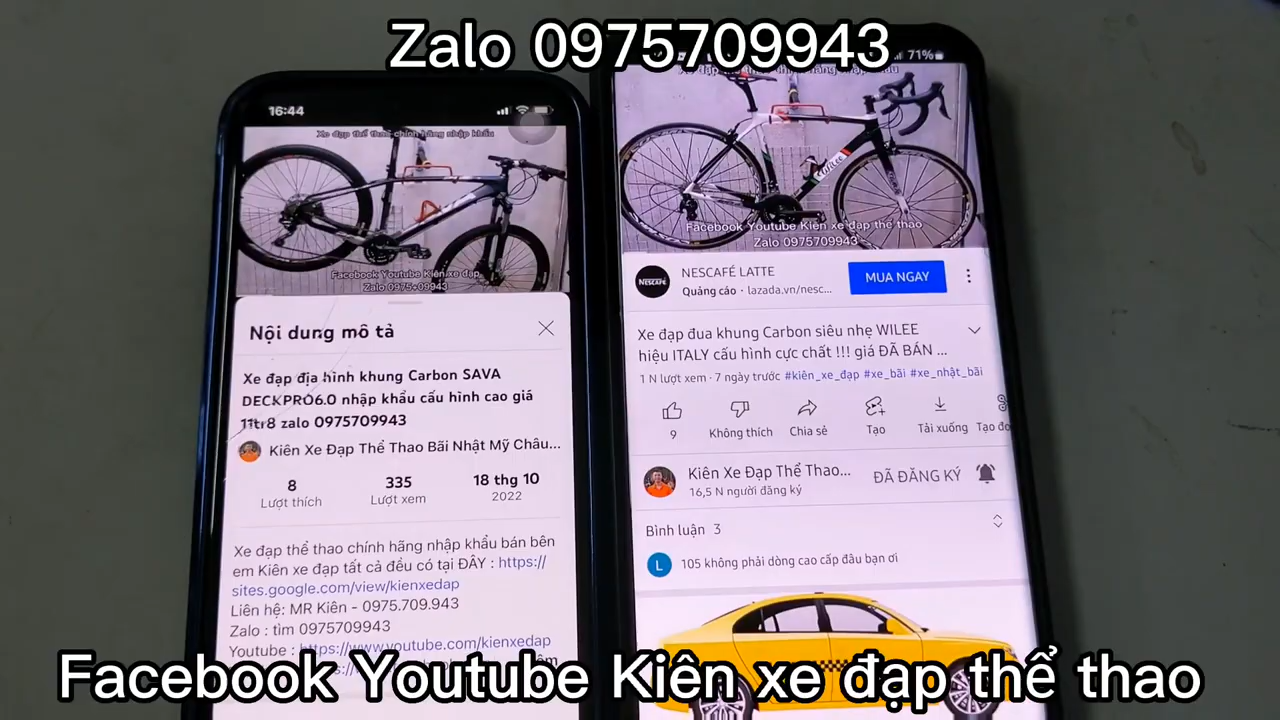 Zalo 0975709943
16:44
Xe đạp thể thao chính hãng nhập khẩu
Facebook Youtube Kiên xe đạp
Zalo 0975709943
Nội dung mô tả
Xe đạp địa hình khung Carbon SAVA
DECKPRO6.0 nhập khẩu cấu hình cao giá
11tr8 zalo 0975709943
Kiên Xe Đạp Thể Thao Bãi Nhật Mỹ Châu...
8
335
18 thg 10
Lượt thích
Lượt xem
2022
Xe đạp thể thao chính hãng nhập khẩu bán bên
em Kiên xe đạp tất cả đều có tại ĐÂY : https://
sites.google.com/view/kienxedap
Liên hệ: MR Kiên - 0975.709.943
Zalo : tìm 0975709943
Youtube : https://www.youtube.com/kienxedap
71%
Wilier
Facebook Youtube Kiên xe đạp thể thao
Zalo 0975709943
NESCAFÉ
NESCAFÉ LATTE
Quảng cáo · lazada.vn/nesc...
MUA NGAY
Xe đạp đua khung Carbon siêu nhẹ WILEE
hiệu ITALY cấu hình cực chất !!! giá ĐÃ BÁN ...
1 N lượt xem · 7 ngày trước #kiên_xe_đạp #xe_bãi #xe_nhật_bãi
9
Không thích
Chia sẻ
Tạo
Tải xuống
Tạo đo
Kiên Xe Đạp Thể Thao...
16,5 N người đăng ký
ĐÃ ĐĂNG KÝ
Bình luận 3
L
105 không phải dòng cao cấp đâu bạn ơi
Facebook Youtube Kiên xe đạp thể thao